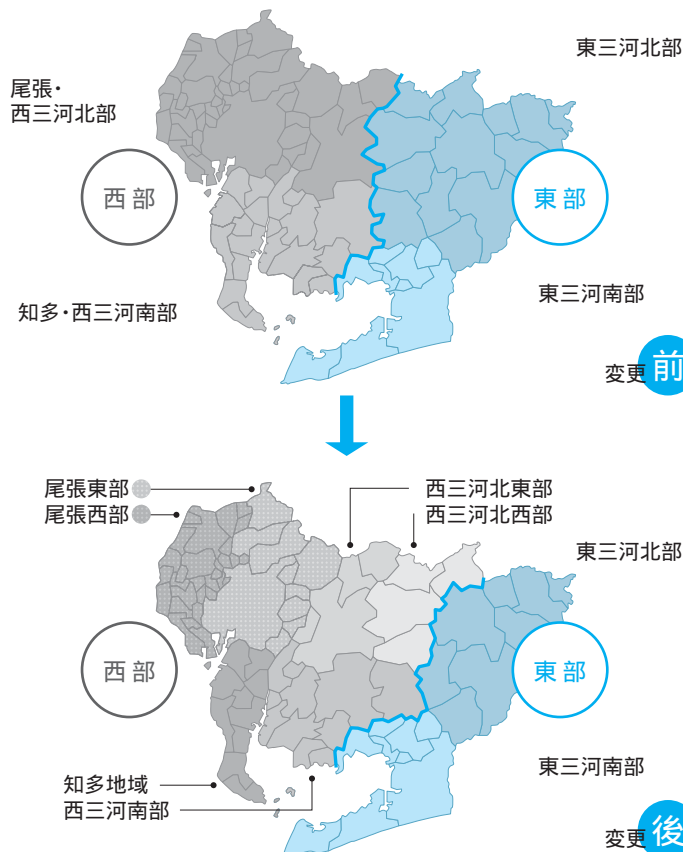 東三河北部
尾張・
西三河北部
西部
東部
東三河南部
知多・西三河南部
変更前
尾張東部
尾張西部
西三河北東部
西三河北西部
東三河北部
西部
東部
東三河南部
知多地域
西三河南部
変更後